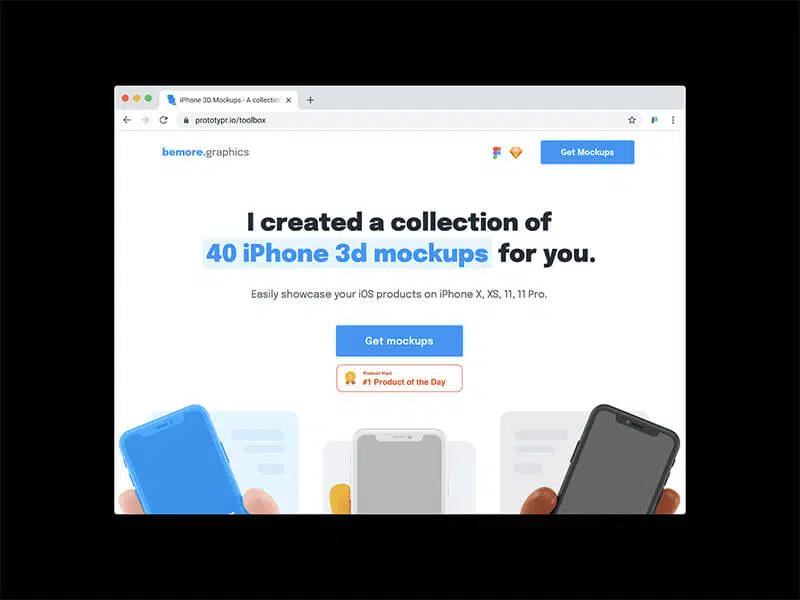 iPhone 3D Mockups - A collection
prototypr.io/toolbox
bemore.graphics
Get Mockups
I created a collection of
40 iPhone 3d mockups for you.
Easily showcase your iOS products on iPhone X, XS, 11, 11 Pro.
Get mockups
Product Hunt
#1 Product of the Day